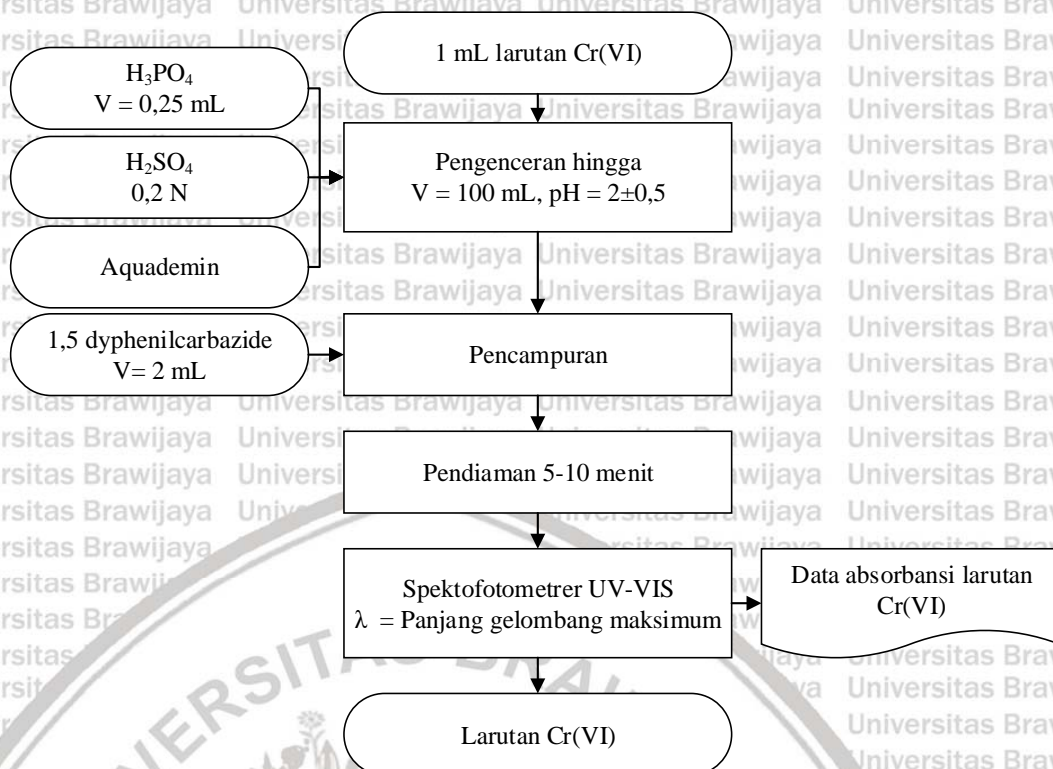 1 mL larutan Cr(VI)
H₃PO₄
V = 0,25 mL
H₂SO₄
0,2 N
Aquademin
Pengenceran hingga
V = 100 mL, pH = 2±0,5
1,5 dyphenilcarbazide
V= 2 mL
Pencampuran
Pendiaman 5-10 menit
Spektofotometrer UV-VIS
λ = Panjang gelombang maksimum
Data absorbansi larutan
Cr(VI)
Larutan Cr(VI)